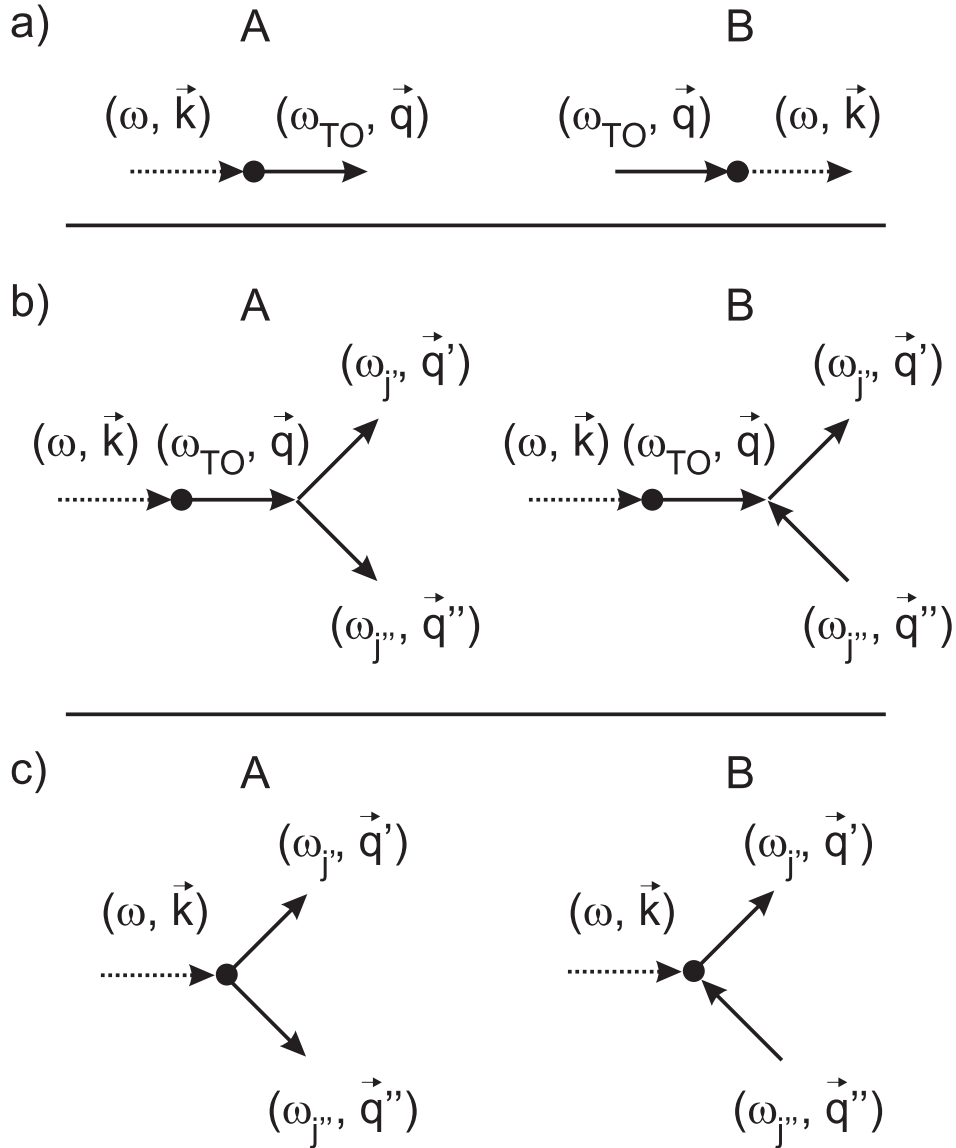 a) A B
(ω, k⃗) (ω_TO, q⃗) (ω_TO, q⃗) (ω, k⃗)
b) A B
(ω_j', q⃗') (ω_j', q⃗')
(ω, k⃗) (ω_TO, q⃗) (ω, k⃗) (ω_TO, q⃗)
(ω_j'', q⃗'') (ω_j'', q⃗'')
c) A B
(ω_j', q⃗') (ω_j', q⃗')
(ω, k⃗) (ω, k⃗)
(ω_j'', q⃗'') (ω_j'', q⃗'')